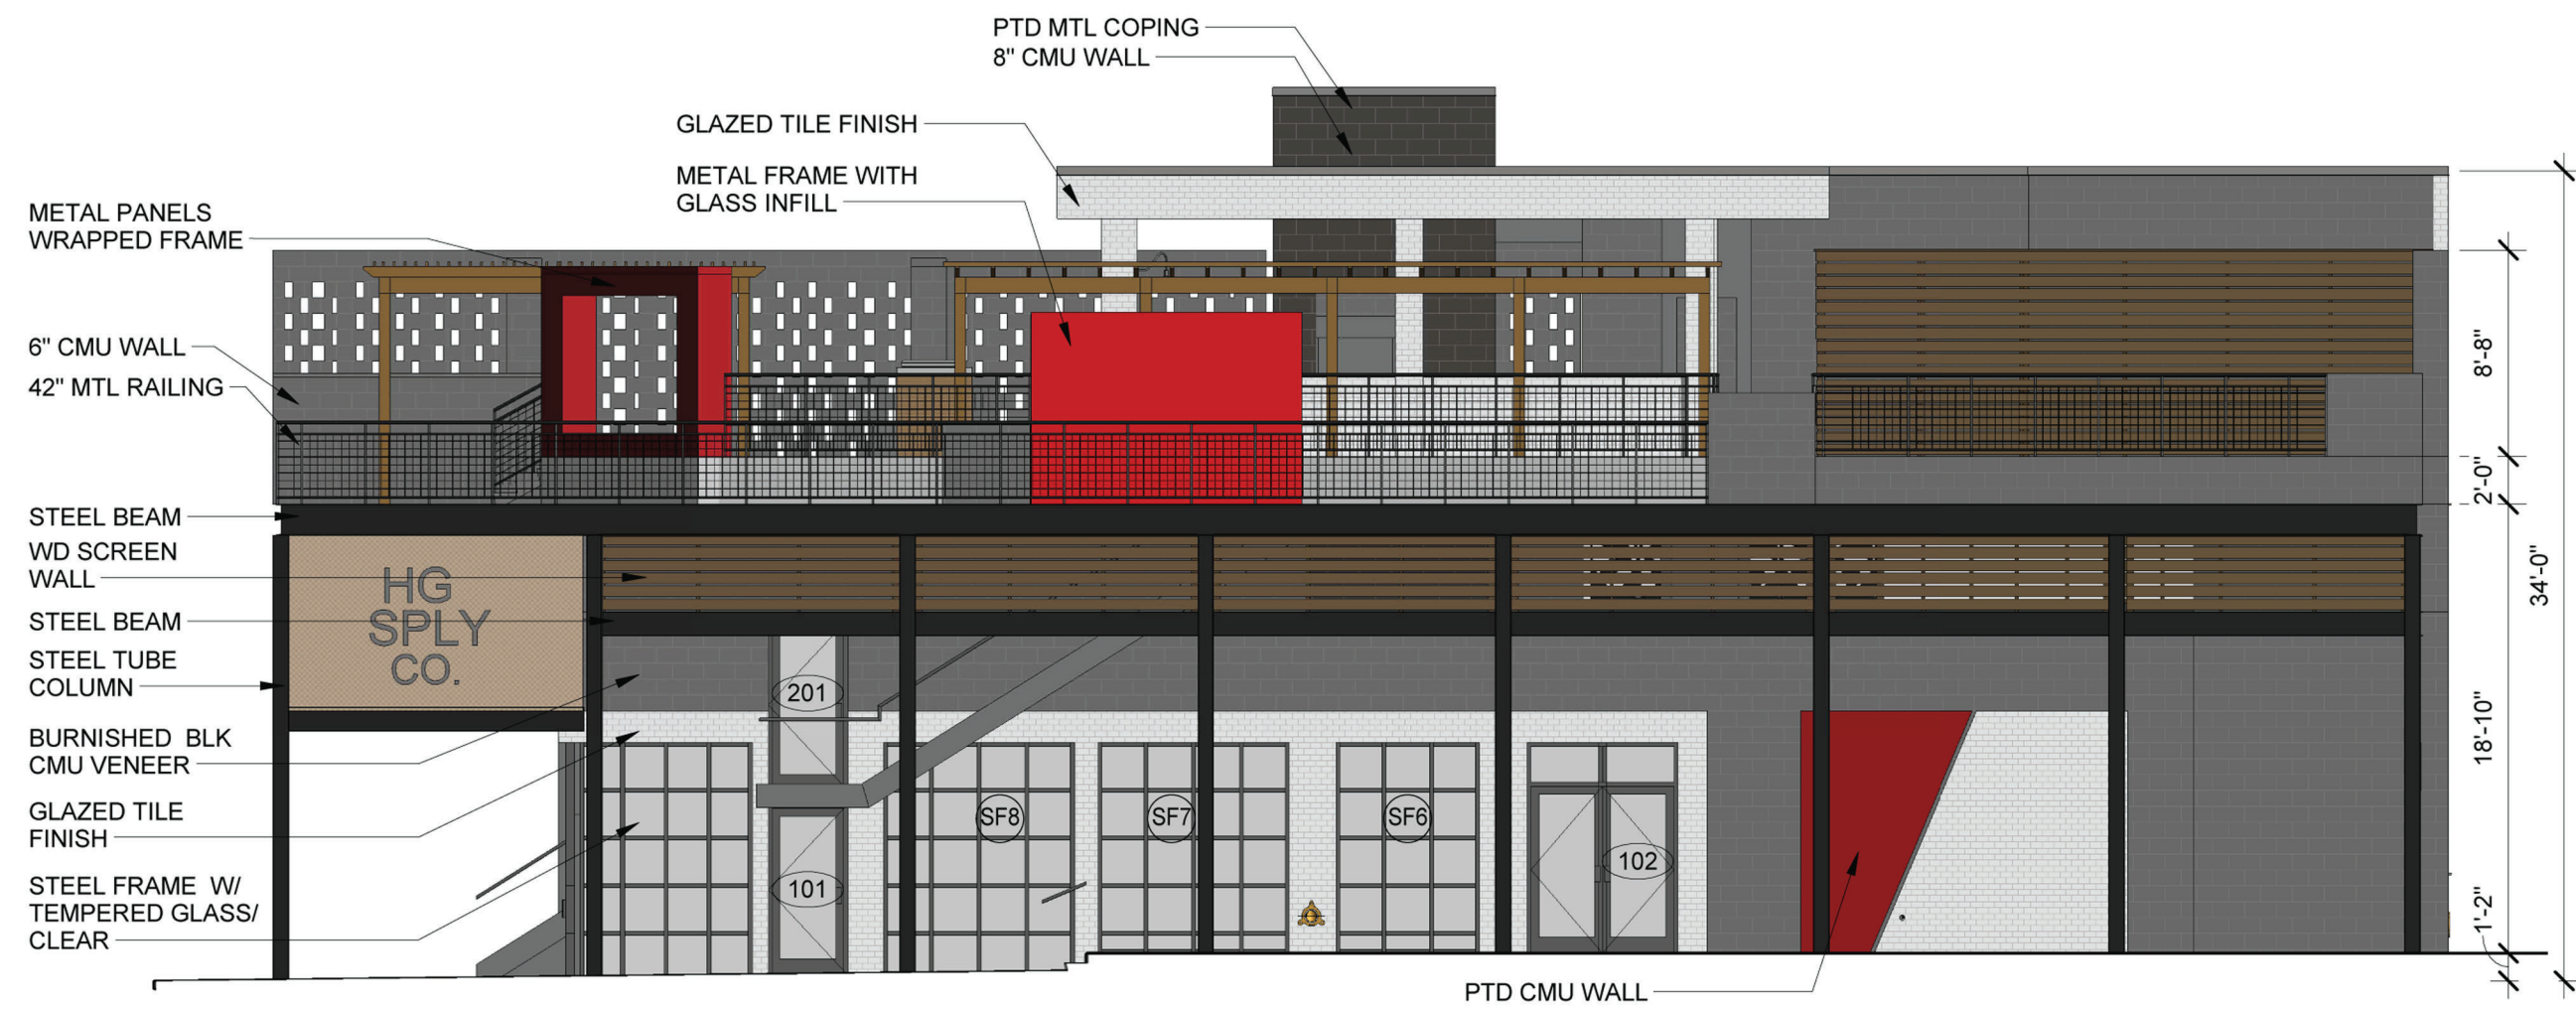 PTD MTL COPING
8" CMU WALL
GLAZED TILE FINISH
METAL FRAME WITH
GLASS INFILL
METAL PANELS
WRAPPED FRAME
6" CMU WALL
42" MTL RAILING
STEEL BEAM
WD SCREEN
WALL
STEEL BEAM
STEEL TUBE
COLUMN
BURNISHED BLK
CMU VENEER
GLAZED TILE
FINISH
STEEL FRAME W/
TEMPERED GLASS/
CLEAR
HG
SPLY
CO.
201
101
SF8
SF7
SF6
102
PTD CMU WALL
8'-8"
2'-0"
34'-0"
18'-10"
1'-2"